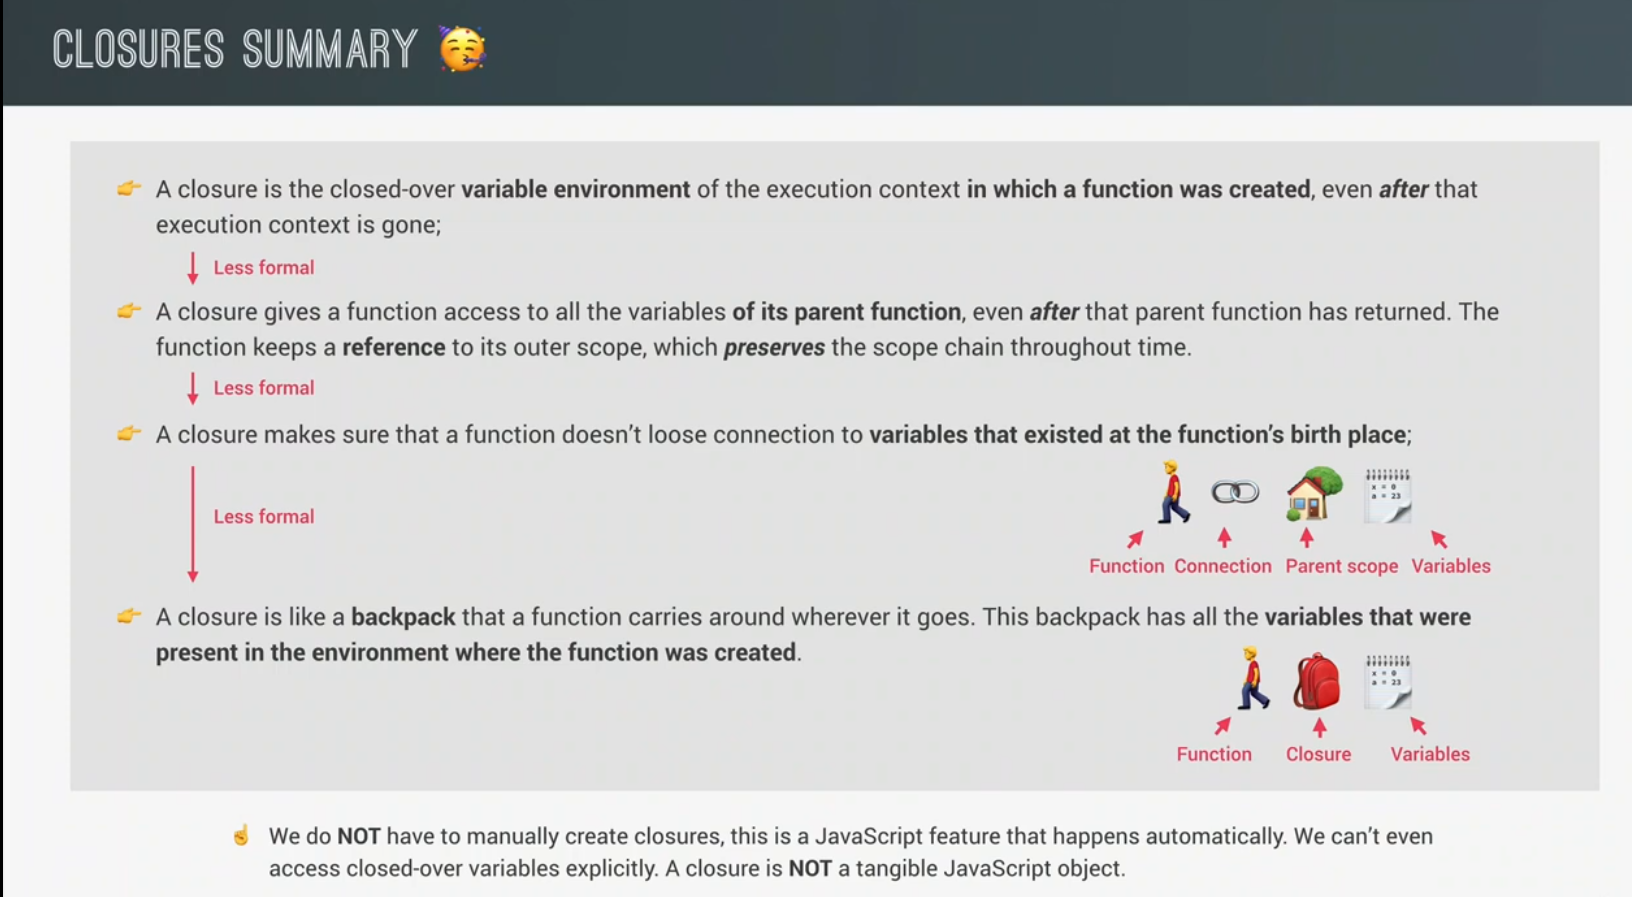 CLOSURES SUMMARY
A closure is the closed-over variable environment of the execution context in which a function was created, even after that
execution context is gone;
Less formal
A closure gives a function access to all the variables of its parent function, even after that parent function has returned. The
function keeps a reference to its outer scope, which preserves the scope chain throughout time.
Less formal
A closure makes sure that a function doesn’t loose connection to variables that existed at the function’s birth place;
x = 0
a = 23
Less formal
Function Connection Parent scope Variables
A closure is like a backpack that a function carries around wherever it goes. This backpack has all the variables that were
present in the environment where the function was created.
x = 0
a = 23
Function Closure Variables
We do NOT have to manually create closures, this is a JavaScript feature that happens automatically. We can’t even
access closed-over variables explicitly. A closure is NOT a tangible JavaScript object.